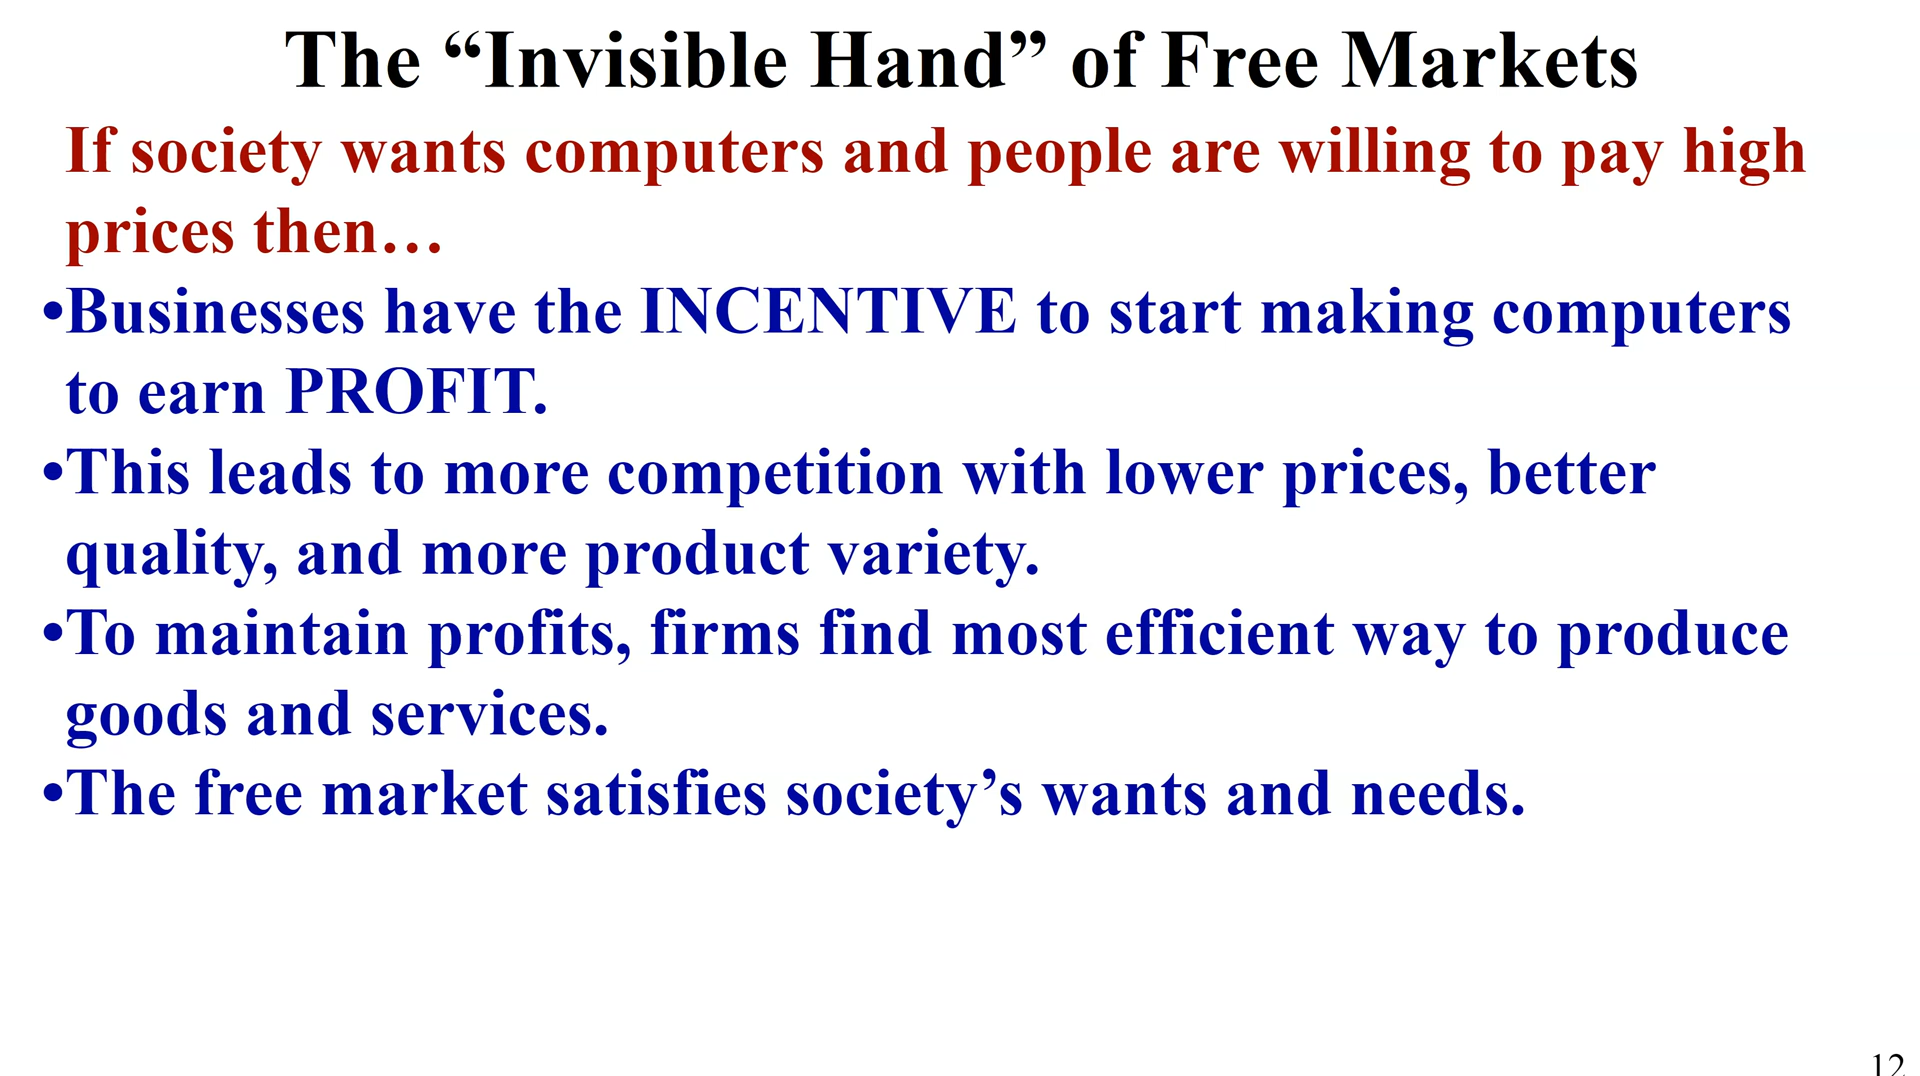 The “Invisible Hand” of Free Markets
If society wants computers and people are willing to pay high
prices then…
•Businesses have the INCENTIVE to start making computers
to earn PROFIT.
•This leads to more competition with lower prices, better
quality, and more product variety.
•To maintain profits, firms find most efficient way to produce
goods and services.
•The free market satisfies society’s wants and needs.
12